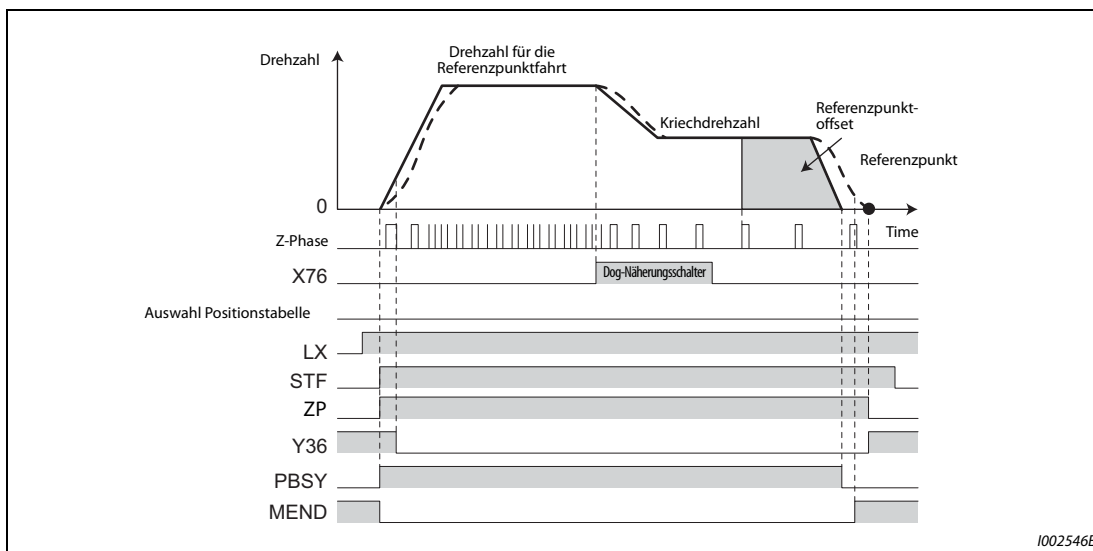 Drehzahl
Drehzahl für die
Referenzpunktfahrt
Kriechdrehzahl
Referenzpunkt-
offset
Referenzpunkt
0
Time
Z-Phase
X76
Dog-Näherungsschalter
Auswahl Positionstabelle
LX
STF
ZP
Y36
PBSY
MEND
I002546E